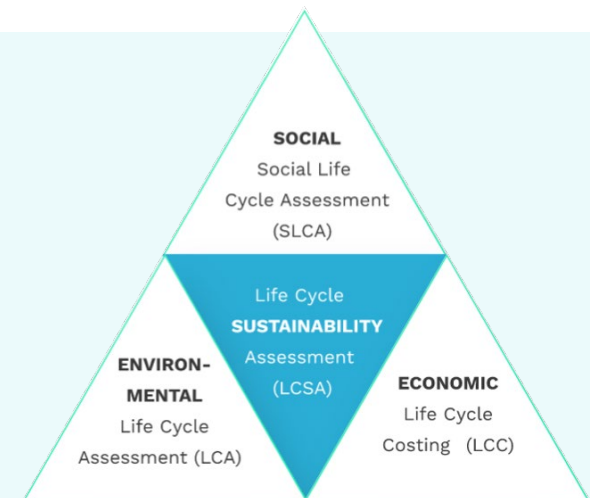 SOCIAL
Social Life
Cycle Assessment
(SLCA)
Life Cycle
SUSTAINABILITY
Assessment
(LCSA)
ENVIRON-
MENTAL
Life Cycle
Assessment (LCA)
ECONOMIC
Life Cycle
Costing (LCC)